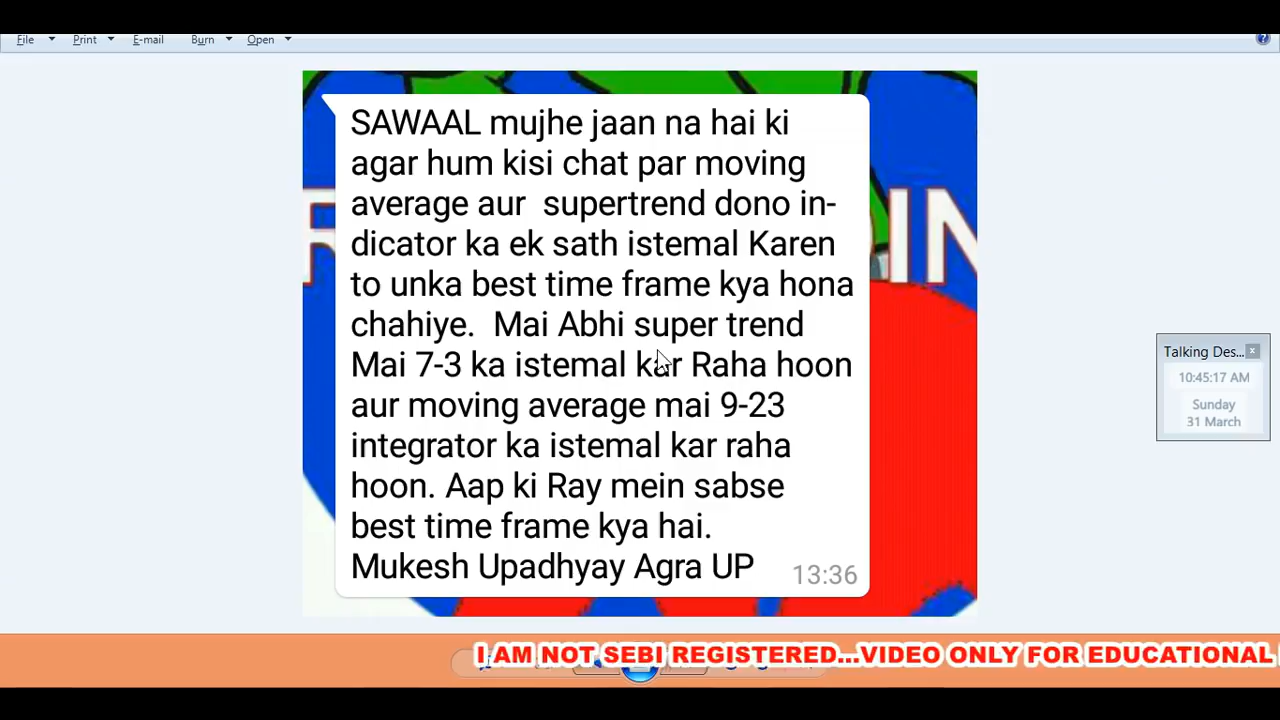 File Print E-mail Burn Open
SAWAAL mujhe jaan na hai ki
agar hum kisi chat par moving
average aur supertrend dono in-
dicator ka ek sath istemal Karen
to unka best time frame kya hona
chahiye. Mai Abhi super trend
Mai 7-3 ka istemal kar Raha hoon
aur moving average mai 9-23
integrator ka istemal kar raha
hoon. Aap ki Ray mein sabse
best time frame kya hai.
Mukesh Upadhyay Agra UP 13:36
Talking Des... x
10:45:17 AM
Sunday
31 March
I AM NOT SEBI REGISTERED...VIDEO ONLY FOR EDUCATIONAL